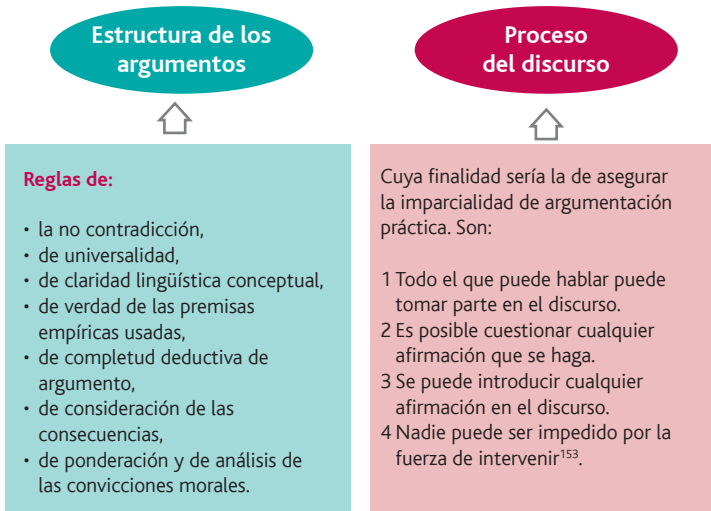 Estructura de los
argumentos
Reglas de:
• la no contradicción,
• de universalidad,
• de claridad lingüística conceptual,
• de verdad de las premisas
empíricas usadas,
• de completud deductiva de
argumento,
• de consideración de las
consecuencias,
• de ponderación y de análisis de
las convicciones morales.
Proceso
del discurso
Cuya finalidad sería la de asegurar
la imparcialidad de argumentación
práctica. Son:
1 Todo el que puede hablar puede
tomar parte en el discurso.
2 Es posible cuestionar cualquier
afirmación que se haga.
3 Se puede introducir cualquier
afirmación en el discurso.
4 Nadie puede ser impedido por la
fuerza de intervenir¹⁵³.